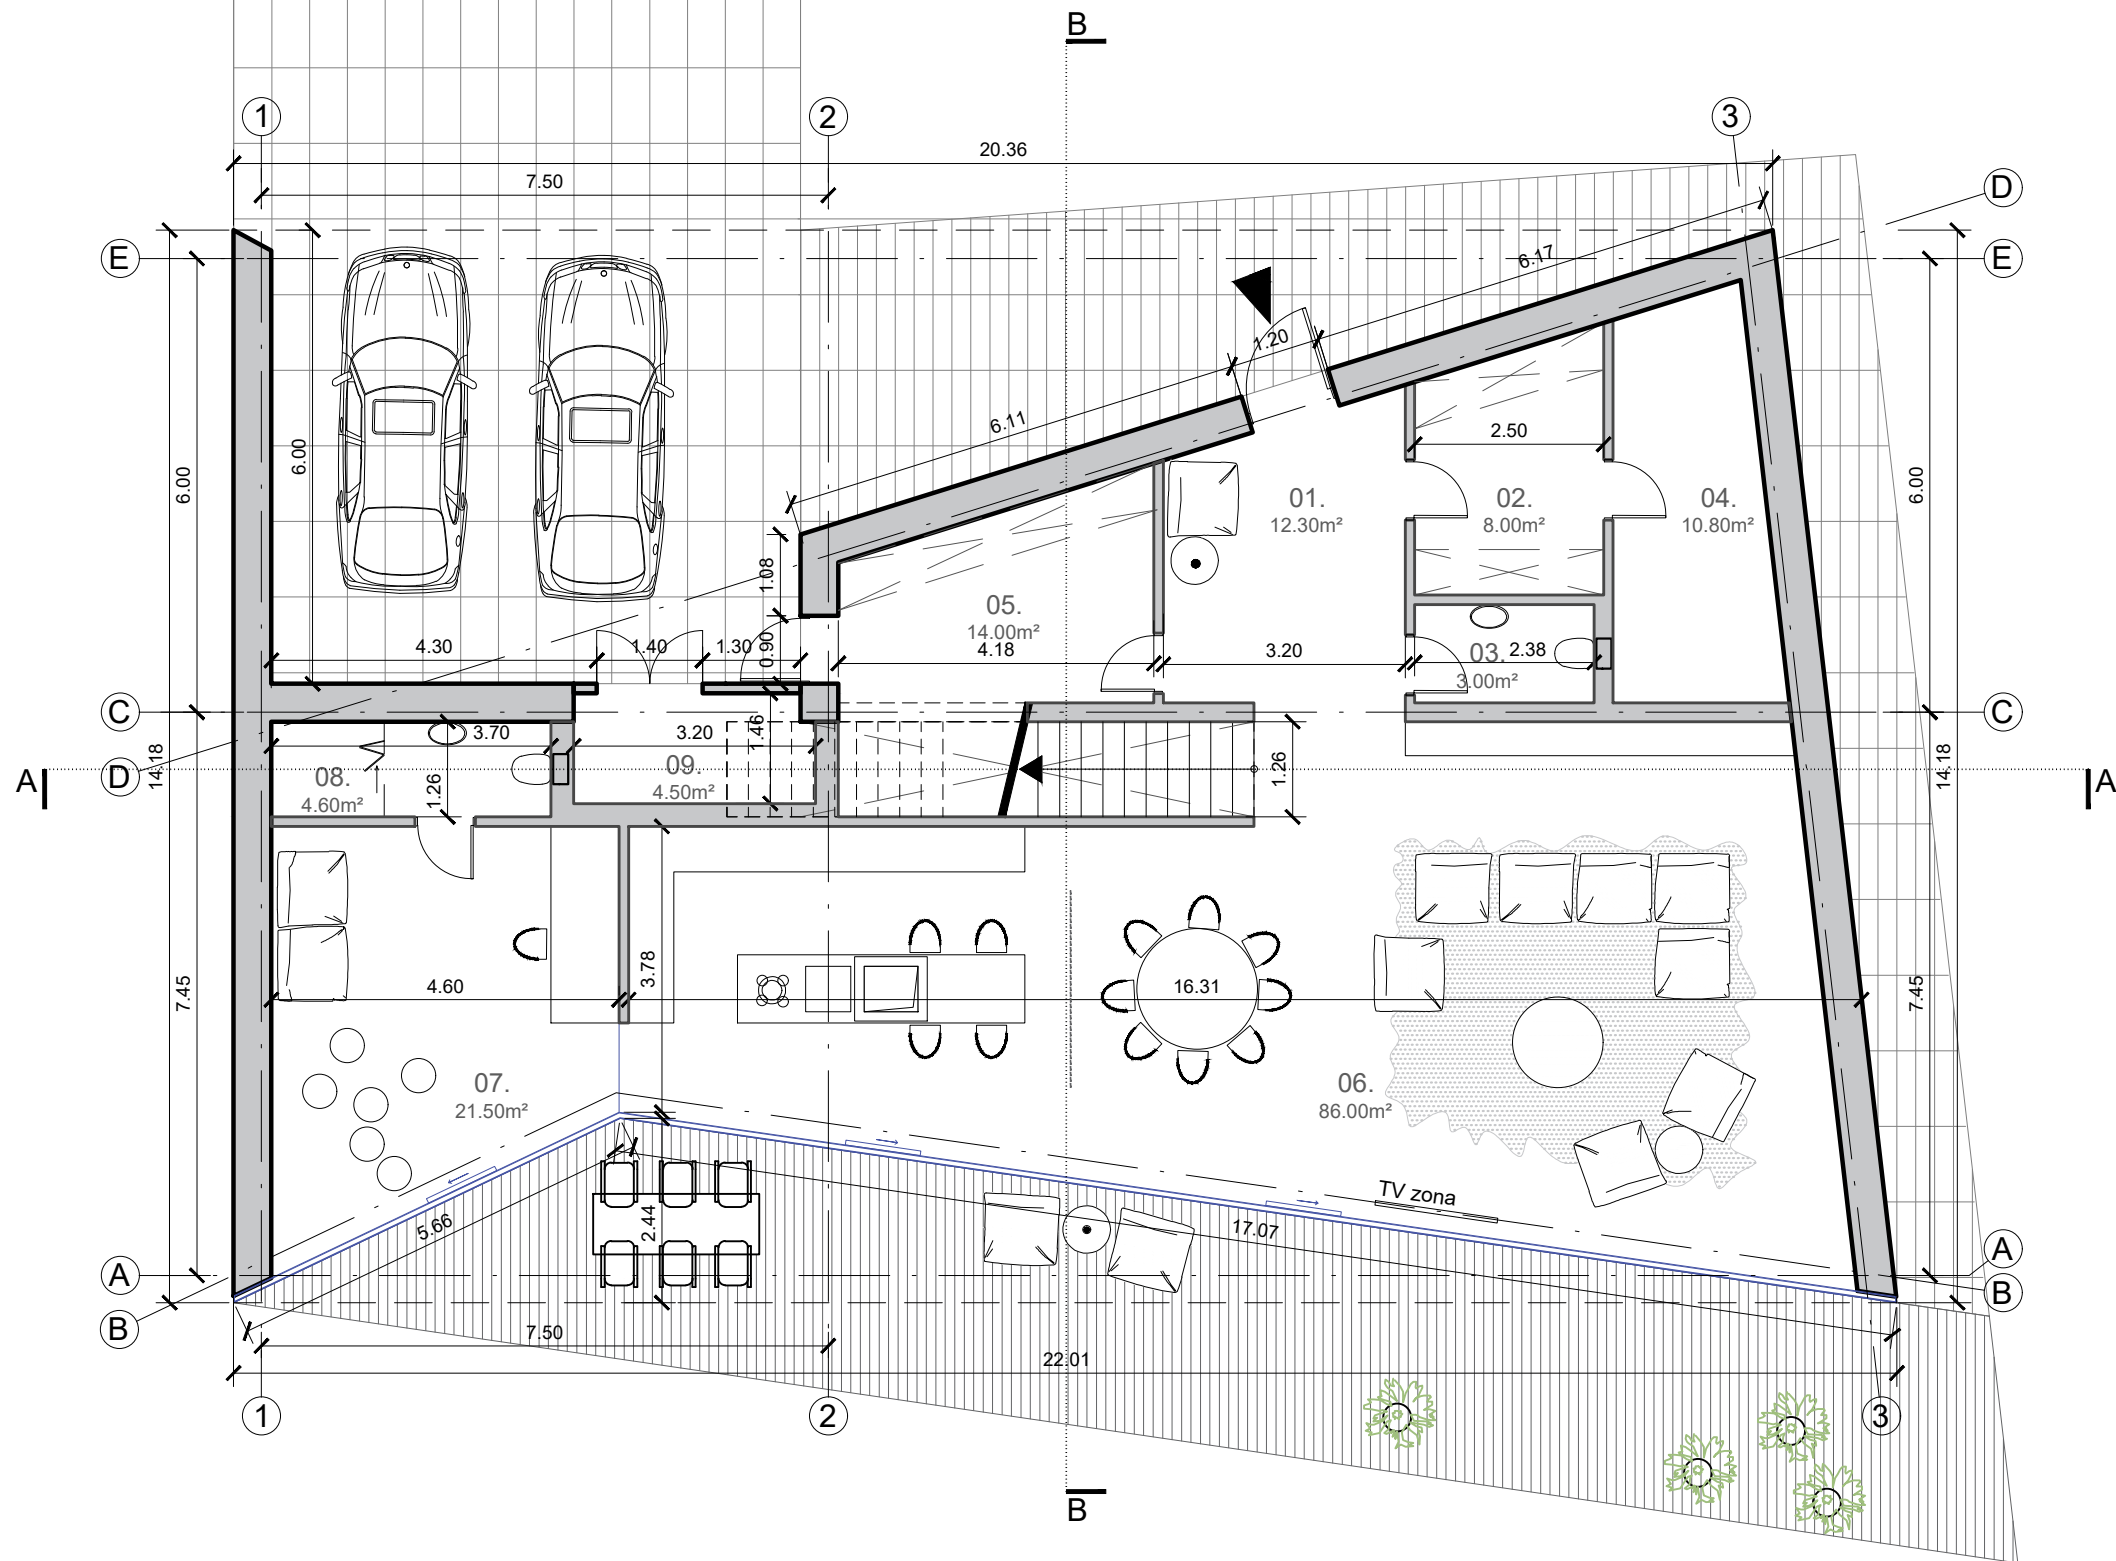 B
1
2
3
20.36
7.50
D
E
E
6.17
1.20
6.11
6.00
6.00
6.00
2.50
01.
12.30m²
02.
8.00m²
04.
10.80m²
1.08
05.
14.00m²
4.30
1.40
1.30
0.90
4.18
3.20
03.
2.38
3.00m²
C
C
3.70
3.20
1.46
A
D
14.18
08.
4.60m²
1.26
09.
4.50m²
1.26
14.18
A
7.45
4.60
3.78
16.31
7.45
07.
21.50m²
06.
86.00m²
TV zona
5.66
2.44
17.07
A
A
B
B
7.50
22.01
1
2
3
B